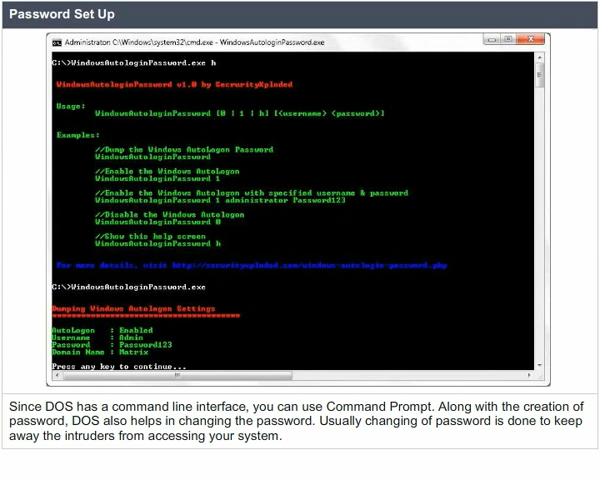 Password Set Up
Administraton C:\Windows\system32\cmd.exe - WindowsAutologinPassword.exe
C:\>WindowsAutologinPassword.exe h
WindowsAutologinPassword v1.0 by SecrurityXploded
Usage:
WindowsAutologinPassword [0 | 1 | h] [<username> <password>]
Examples:
//Dump the Windows AutoLogon Password
WindowsAutologinPassword
//Enable the Windows AutoLogon
WindowsAutologinPassword 1
//Enable the Windows Autologon with specified username & password
WindowsAutologinPassword 1 administrator Password123
//Disable the Windows Autologon
WindowsAutologinPassword 0
//Show this help screen
WindowsAutologinPassword h
For more details, visit http://securityxploded.com/windows-autologin-password.php
C:\>WindowsAutologinPassword.exe
Dumping Windows Autologon Settings
**************************************
AutoLogon : Enabled
Username : Admin
Password : Password123
Domain Name : Matrix
Press any key to continue...
Since DOS has a command line interface, you can use Command Prompt. Along with the creation of
password, DOS also helps in changing the password. Usually changing of password is done to keep
away the intruders from accessing your system.